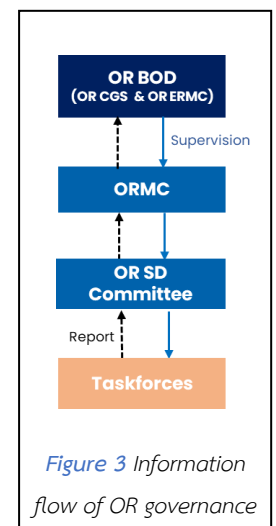 OR BOD
(OR CGS & OR ERMC)
Supervision
ORMC
OR SD
Committee
Report
Taskforces
Figure 3 Information
flow of OR governance